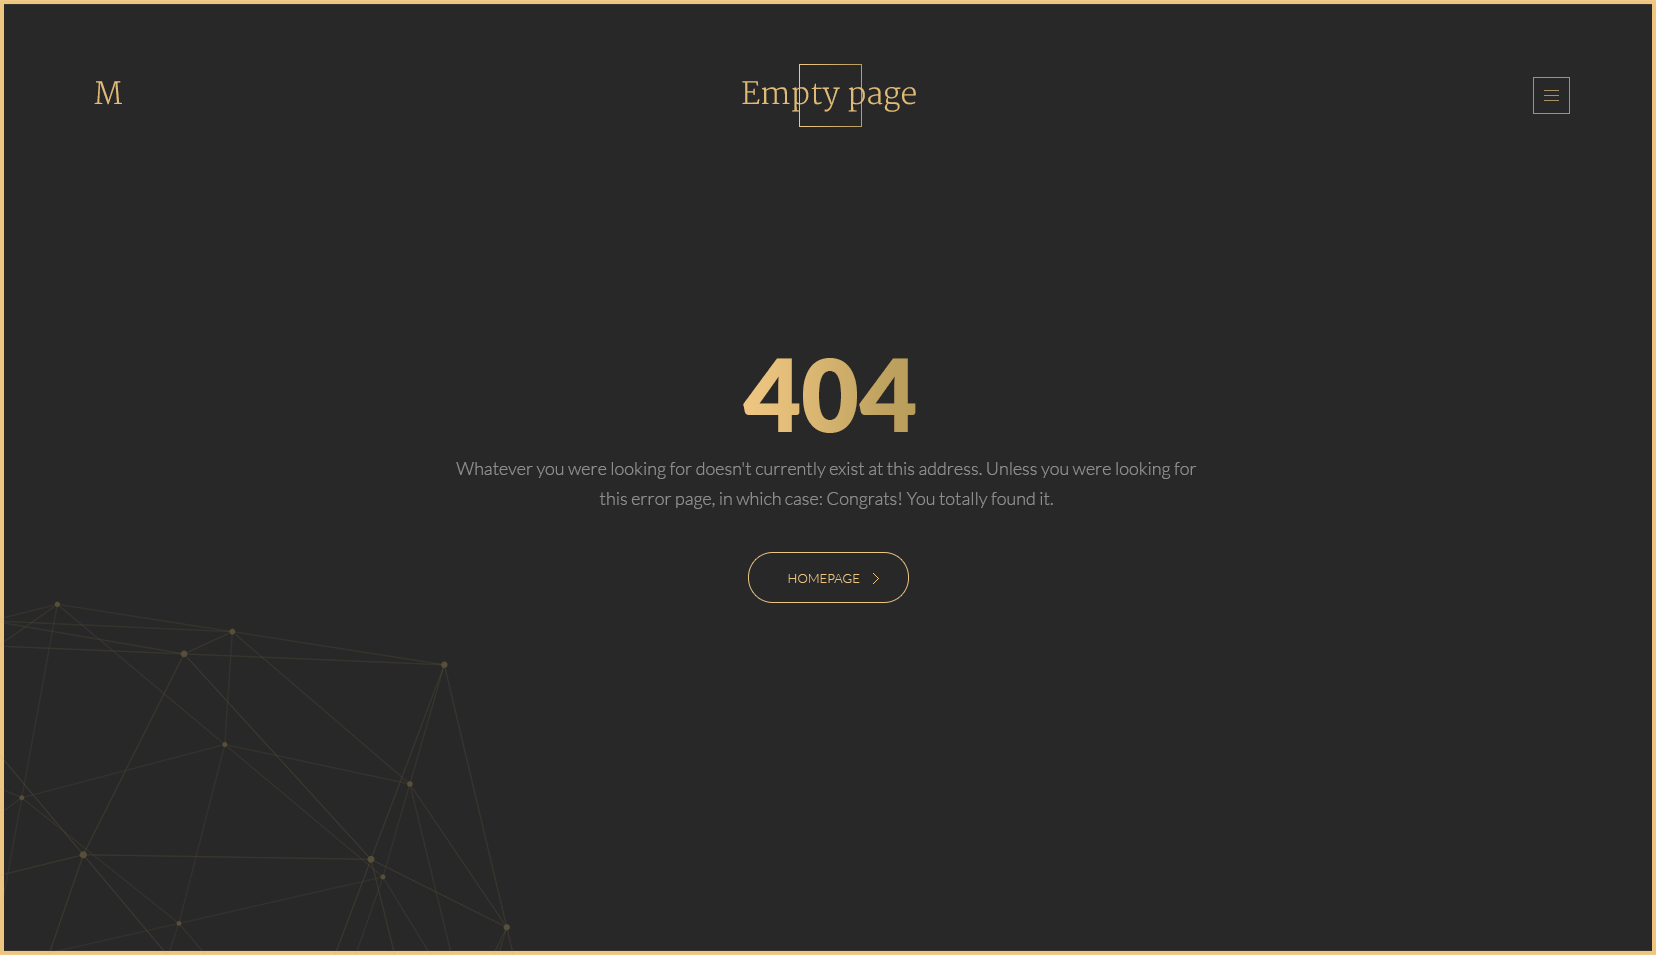 M
Empty page
404
Whatever you were looking for doesn't currently exist at this address. Unless you were looking for
this error page, in which case: Congrats! You totally found it.
HOMEPAGE